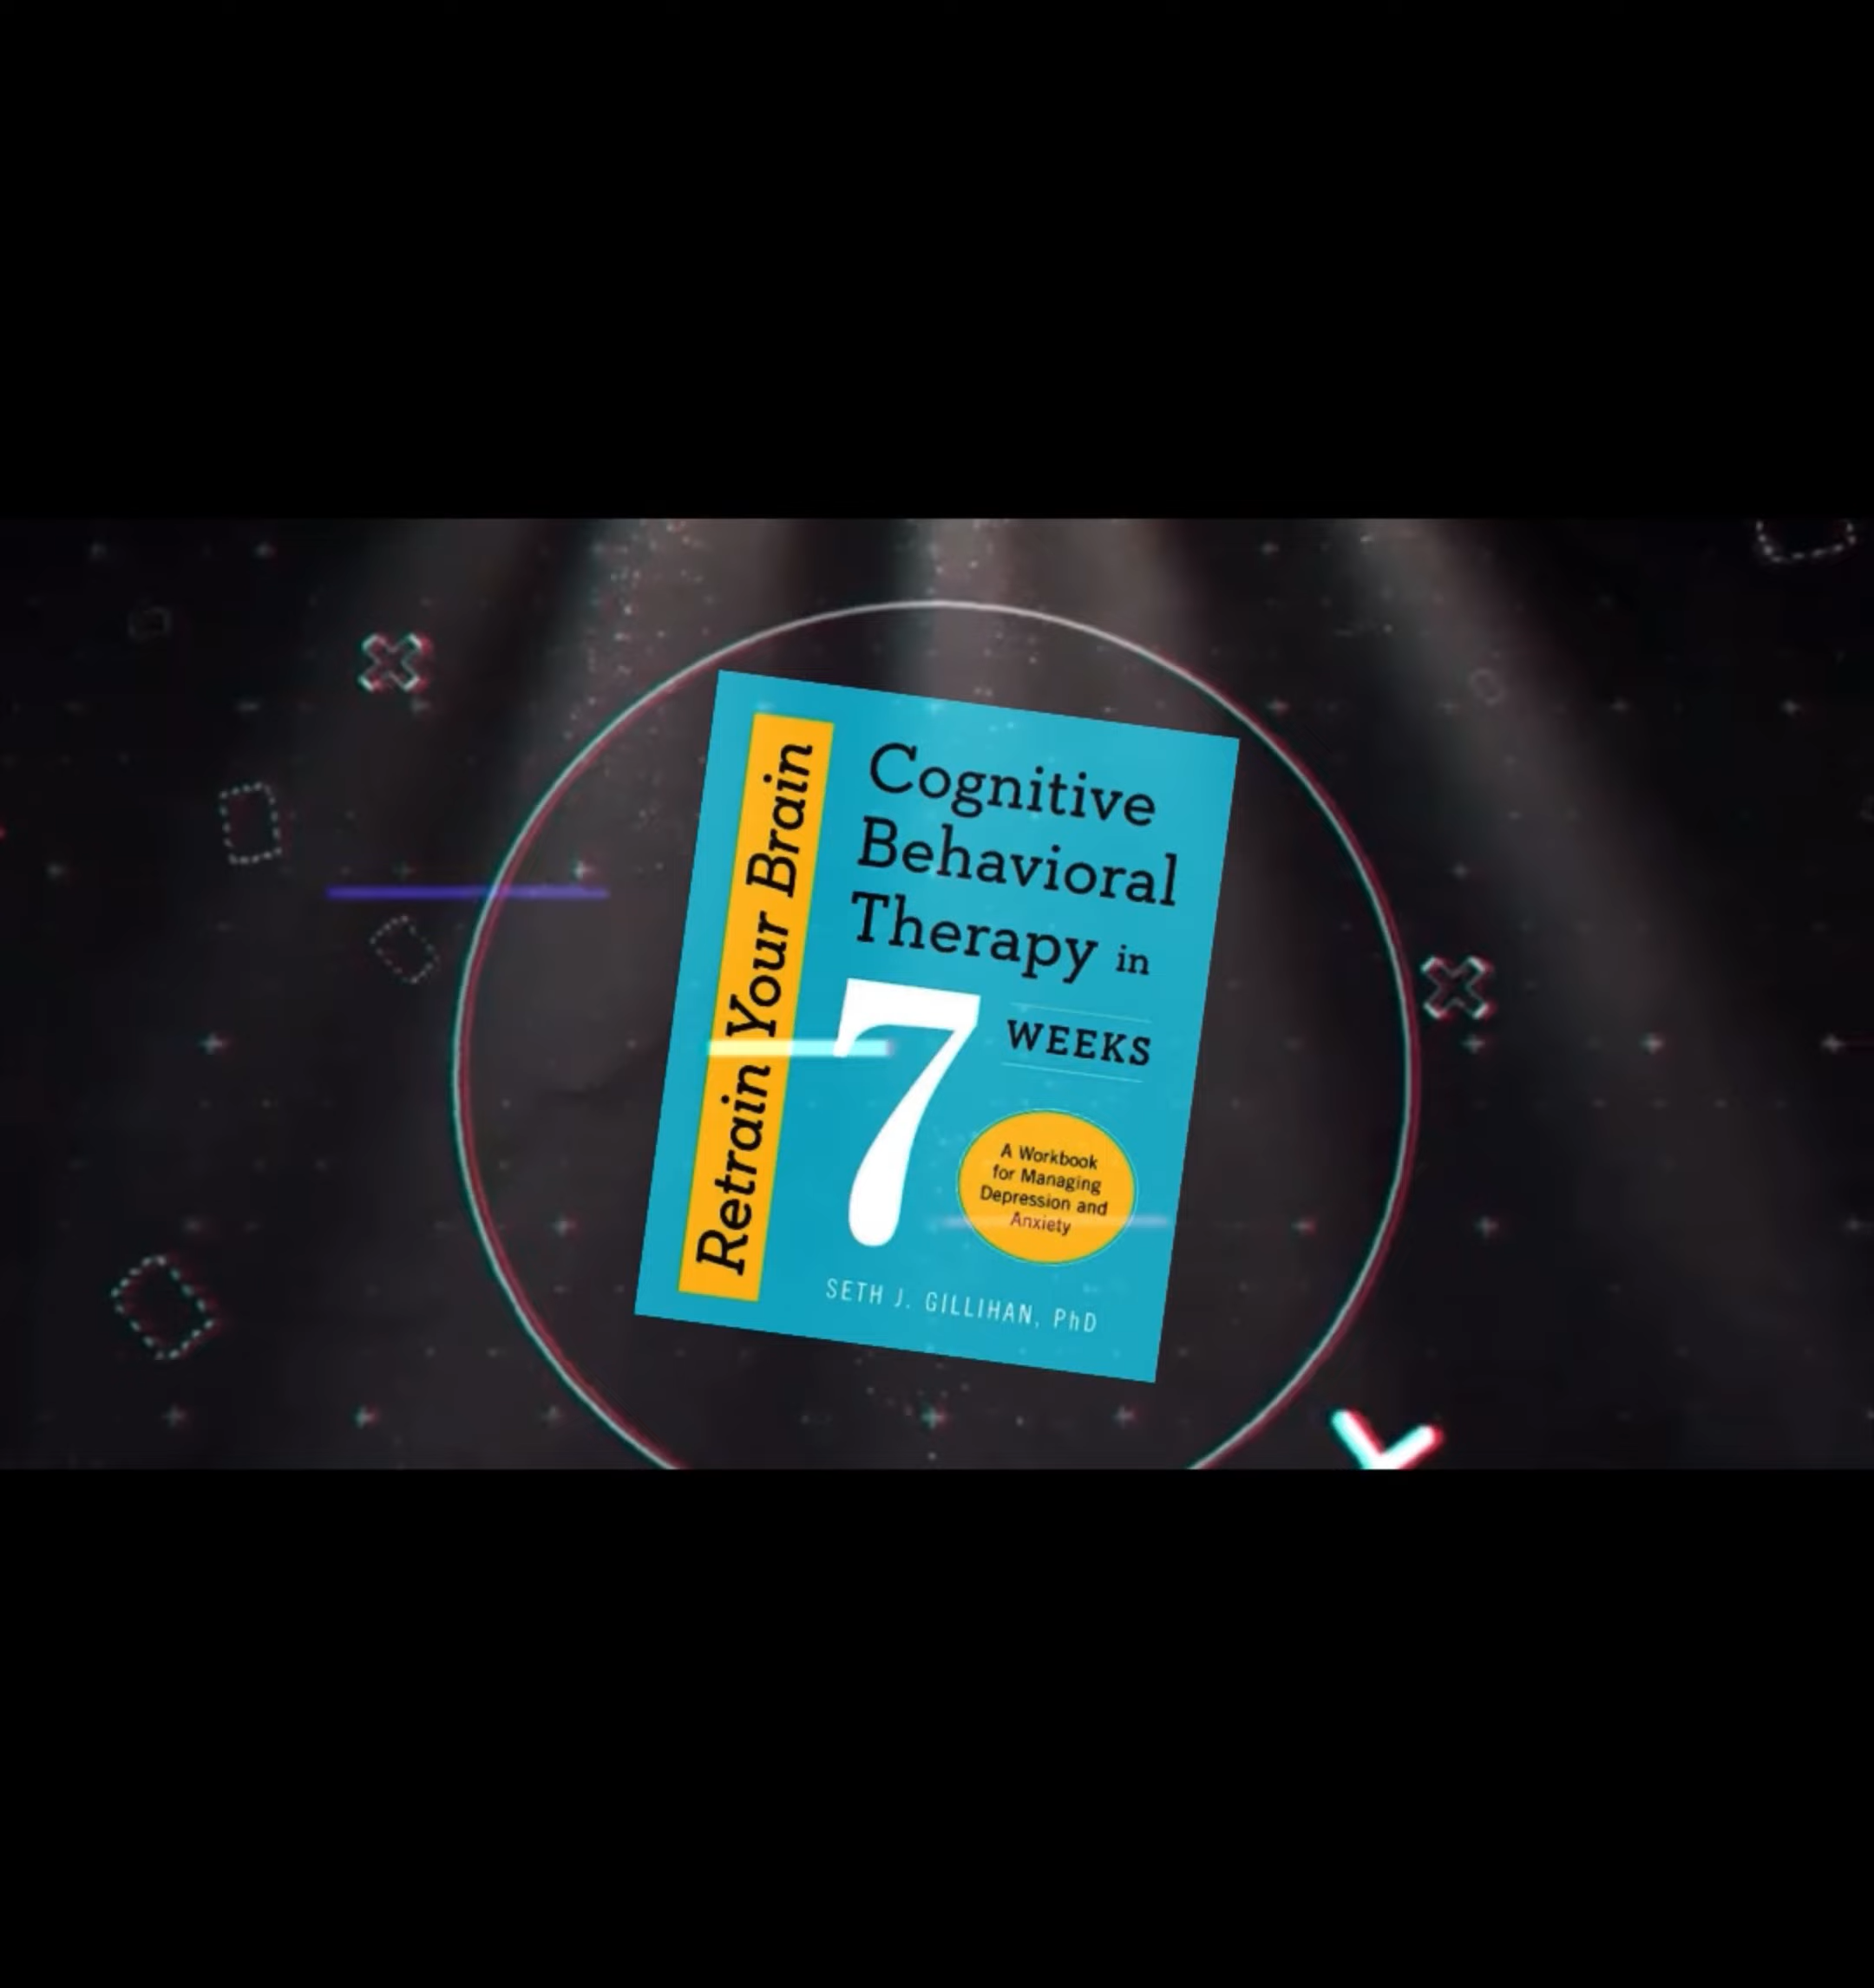 Retrain Your Brain
Cognitive
Behavioral
Therapy in
7
WEEKS
A Workbook
for Managing
Depression and
Anxiety
SETH J. GILLIHAN, PhD